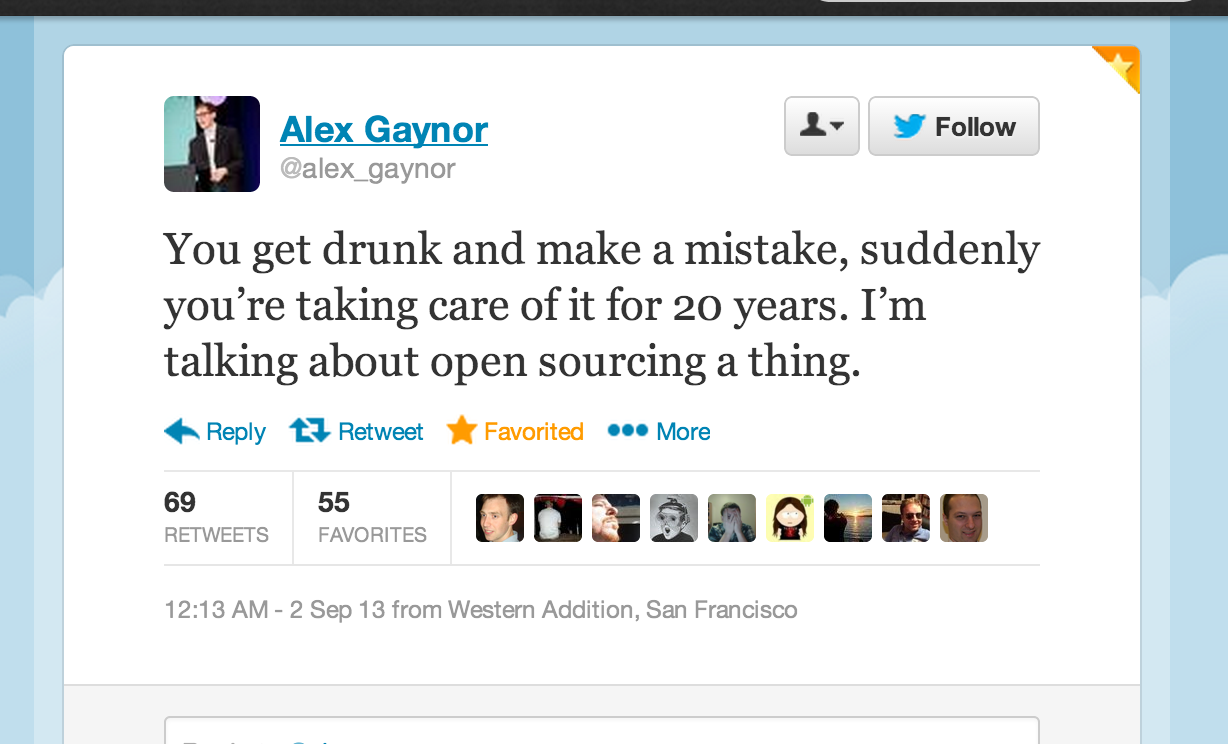 Alex Gaynor
@alex_gaynor
Follow
You get drunk and make a mistake, suddenly
you’re taking care of it for 20 years. I’m
talking about open sourcing a thing.
Reply Retweet Favorited More
69 55
RETWEETS FAVORITES
12:13 AM - 2 Sep 13 from Western Addition, San Francisco